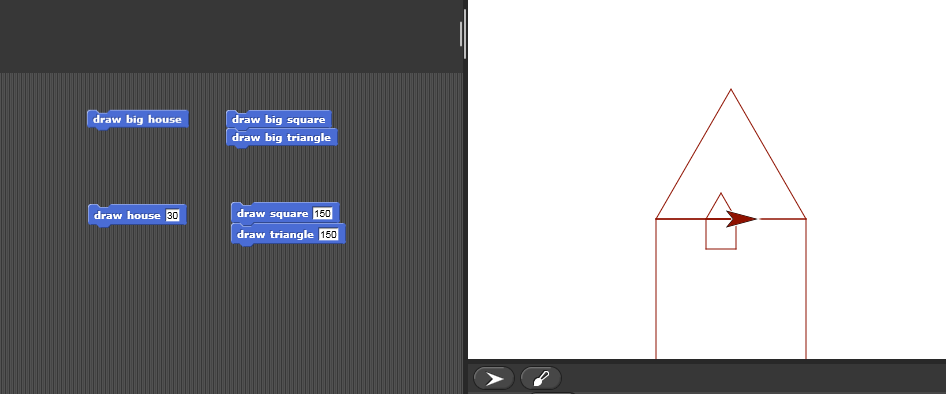 draw big house
draw big square
draw big triangle
draw house 30
draw square 150
draw triangle 150